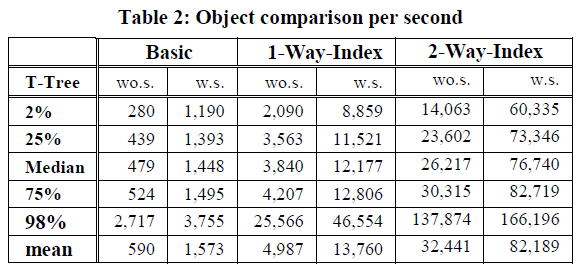 Table 2: Object comparison per second
Basic 1-Way-Index 2-Way-Index
T-Tree wo.s. w.s. wo.s. w.s. wo.s. w.s.
2% 280 1,190 2,090 8,859 14,063 60,335
25% 439 1,393 3,563 11,521 23,602 73,346
Median 479 1,448 3,840 12,177 26,217 76,740
75% 524 1,495 4,207 12,806 30,315 82,719
98% 2,717 3,755 25,566 46,554 137,874 166,196
mean 590 1,573 4,987 13,760 32,441 82,189